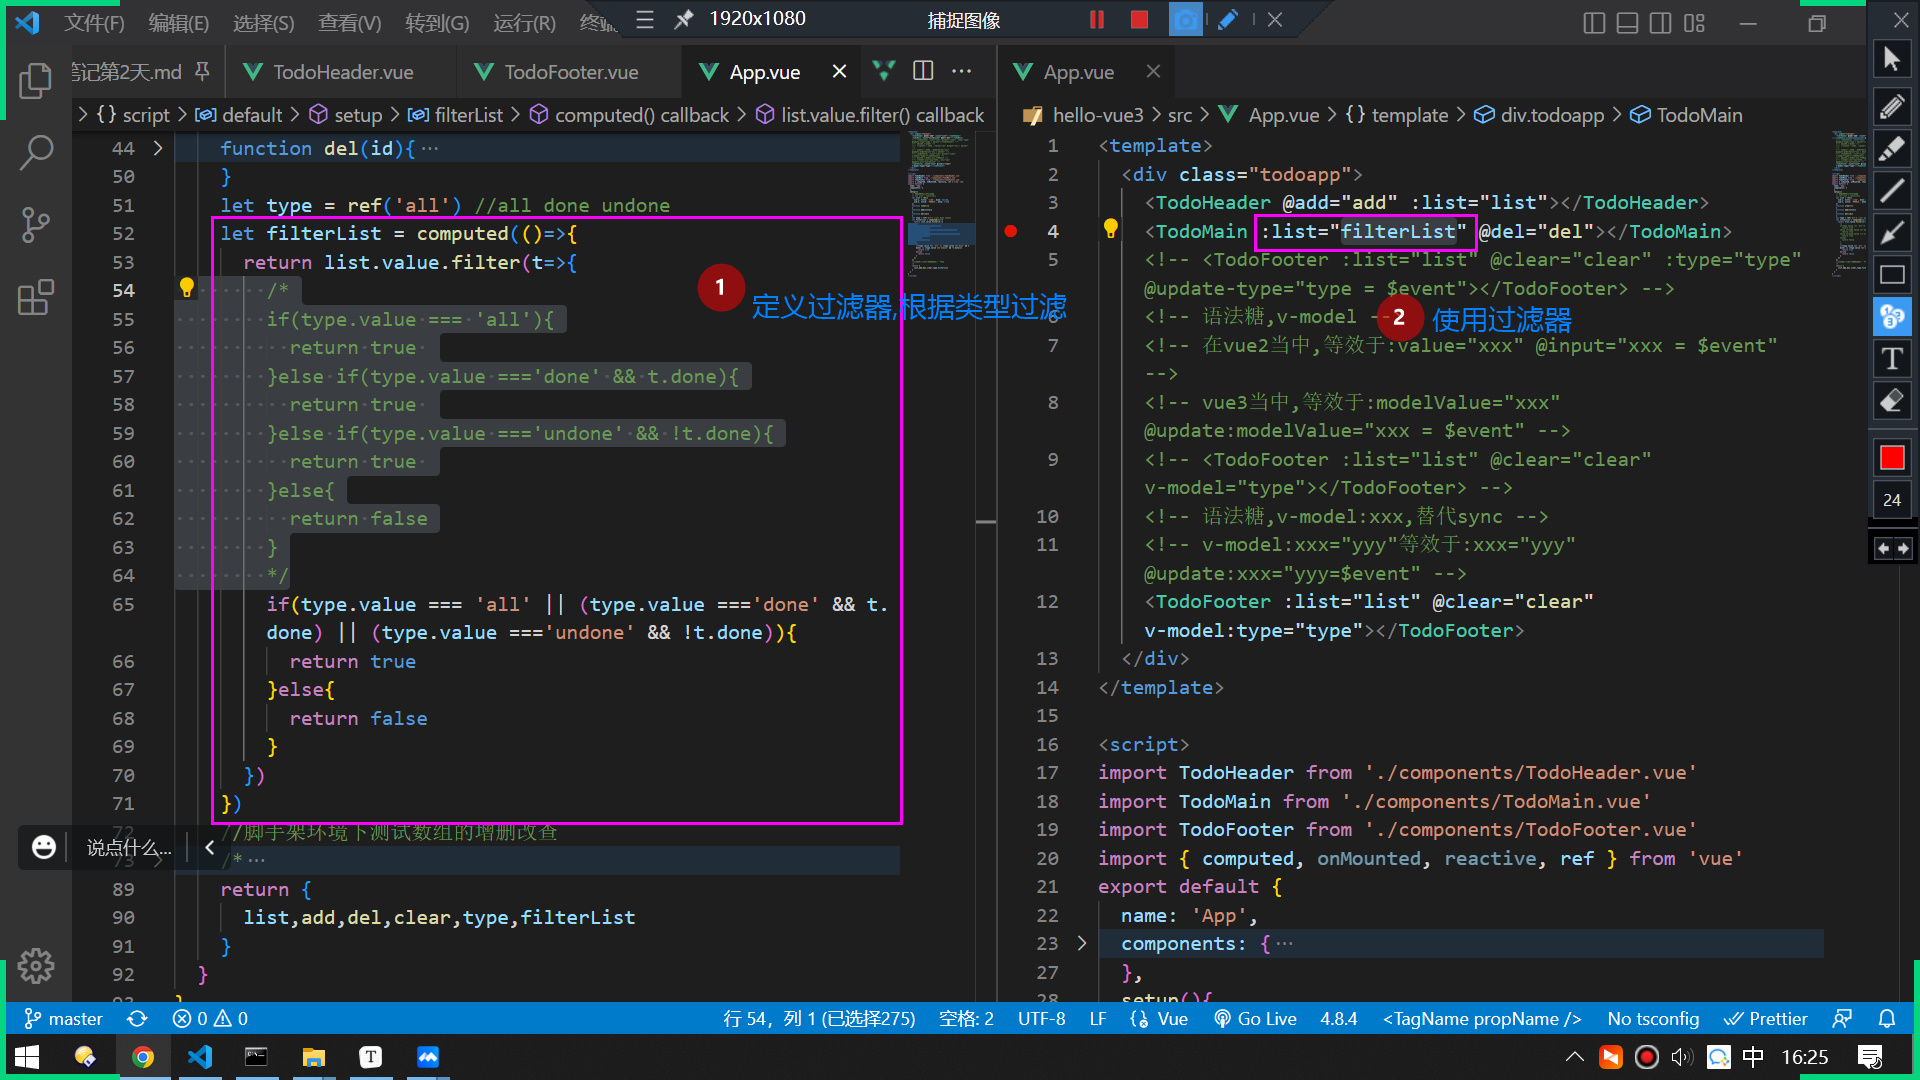 文件(F) 编辑(E) 选择(S) 查看(V) 转到(G) 运行(R) 终端
1920x1080 捕捉图像
笔记第2天.md TodoHeader.vue TodoFooter.vue App.vue
{} script default setup filterList computed() callback list.value.filter() callback
44 function del(id){ ···
50 }
51 let type = ref('all') //all done undone
52 let filterList = computed(()=>{
53 return list.value.filter(t=>{
54 /*
55 if(type.value === 'all'){
56 return true
57 }else if(type.value ==='done' && t.done){
58 return true
59 }else if(type.value ==='undone' && !t.done){
60 return true
61 }else{
62 return false
63 }
64 */
65 if(type.value === 'all' || (type.value ==='done' && t.
done) || (type.value ==='undone' && !t.done)){
66 return true
67 }else{
68 return false
69 }
70 })
71 })
72 //脚手架环境下测试数组的增删改查
73 /* ···
89 return {
90 list,add,del,clear,type,filterList
91 }
92 }
93 }
1 定义过滤器,根据类型过滤
说点什么...
App.vue
hello-vue3 src App.vue {} template div.todoapp TodoMain
1 <template>
2 <div class="todoapp">
3 <TodoHeader @add="add" :list="list"></TodoHeader>
4 <TodoMain :list="filterList" @del="del"></TodoMain>
5 <!-- <TodoFooter :list="list" @clear="clear" :type="type"
@update-type="type = $event"></TodoFooter> -->
6 <!-- 语法糖,v-model --
2 使用过滤器
7 <!-- 在vue2当中,等效于:value="xxx" @input="xxx = $event"
-->
8 <!-- vue3当中,等效于:modelValue="xxx"
@update:modelValue="xxx = $event" -->
9 <!-- <TodoFooter :list="list" @clear="clear"
v-model="type"></TodoFooter> -->
10 <!-- 语法糖,v-model:xxx,替代sync -->
11 <!-- v-model:xxx="yyy"等效于:xxx="yyy"
@update:xxx="yyy=$event" -->
12 <TodoFooter :list="list" @clear="clear"
v-model:type="type"></TodoFooter>
13 </div>
14 </template>
15
16 <script>
17 import TodoHeader from './components/TodoHeader.vue'
18 import TodoMain from './components/TodoMain.vue'
19 import TodoFooter from './components/TodoFooter.vue'
20 import { computed, onMounted, reactive, ref } from 'vue'
21 export default {
22 name: 'App',
23 components: { ···
27 },
28 setup(){
T
24
master 0 0 行 54，列 1 (已选择275) 空格: 2 UTF-8 LF Vue Go Live 4.8.4 <TagName propName /> No tsconfig Prettier
T 中 16:25